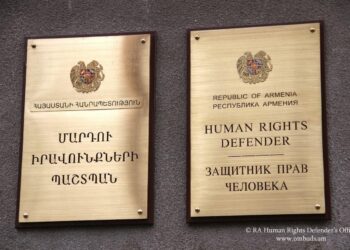 ՀԱՅԱՍՏԱՆԻ ՀԱՆՐԱՊԵՏՈՒԹՅՈՒՆ
ՄԱՐԴՈՒ
ԻՐԱՎՈՒՆՔՆԵՐԻ
ՊԱՇՏՊԱՆ
REPUBLIC OF ARMENIA
РЕСПУБЛИКА АРМЕНИЯ
HUMAN RIGHTS
DEFENDER
ЗАЩИТНИК ПРАВ
ЧЕЛОВЕКА
© RA Human Rights Defender's Offi
www.ombuds.am